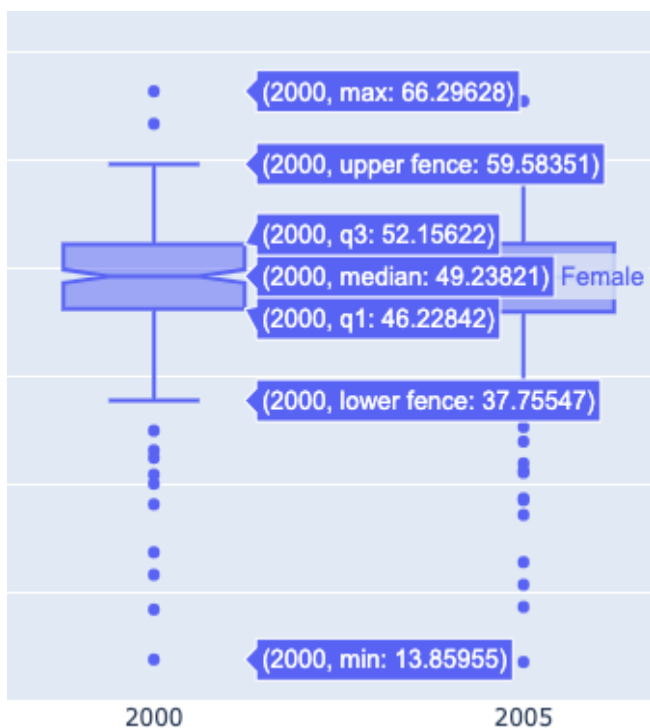 (2000, max: 66.29628)
(2000, upper fence: 59.58351)
(2000, q3: 52.15622)
(2000, median: 49.23821) Female
(2000, q1: 46.22842)
(2000, lower fence: 37.75547)
(2000, min: 13.85955)
2000 2005